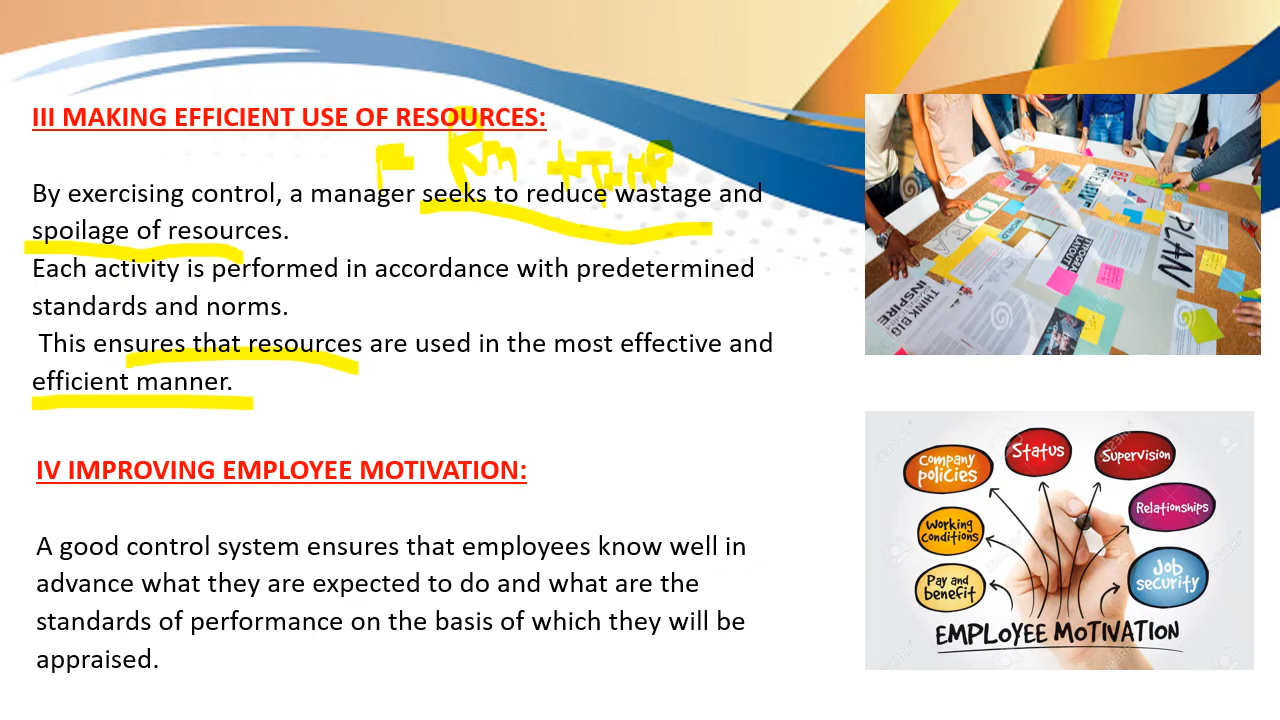 III MAKING EFFICIENT USE OF RESOURCES:
By exercising control, a manager seeks to reduce wastage and
spoilage of resources.
Each activity is performed in accordance with predetermined
standards and norms.
This ensures that resources are used in the most effective and
efficient manner.
IV IMPROVING EMPLOYEE MOTIVATION:
A good control system ensures that employees know well in
advance what they are expected to do and what are the
standards of performance on the basis of which they will be
appraised.
PLAN
THINK BIG
INSPIRE
Company
policies
Status
Supervision
Relationships
Working
Conditions
Pay and
benefit
Job
security
EMPLOYEE MOTIVATION